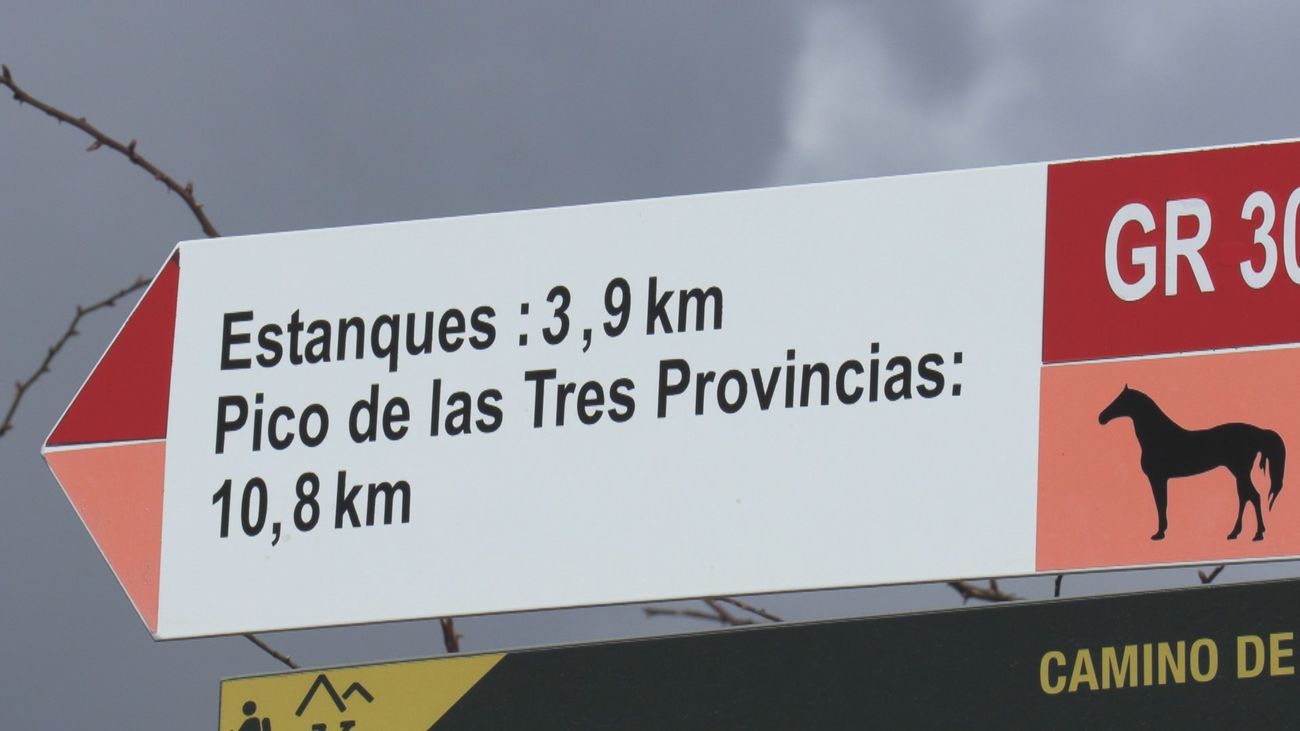 GR 30
Estanques : 3,9 km
Pico de las Tres Provincias:
10,8 km
CAMINO DE